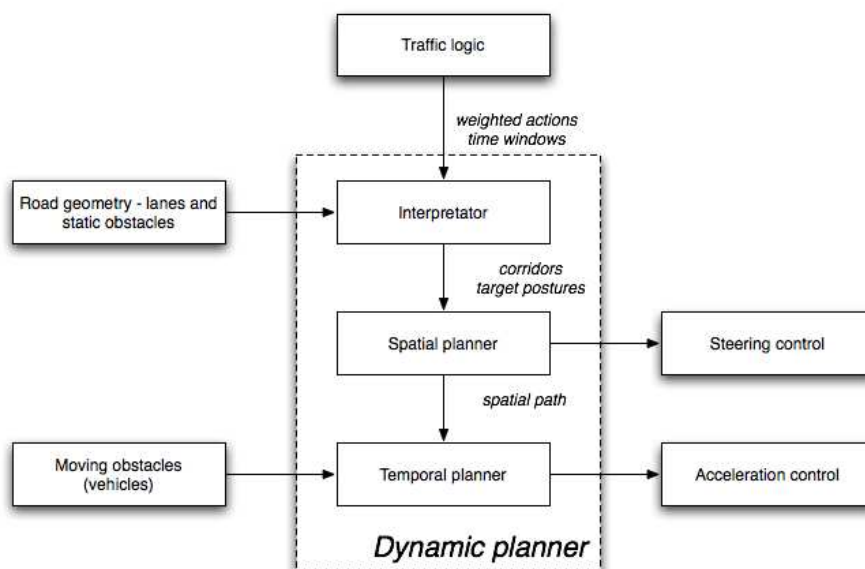 Traffic logic
weighted actions
time windows
Road geometry - lanes and
static obstacles
Interpretator
corridors
target postures
Spatial planner
Steering control
spatial path
Moving obstacles
(vehicles)
Temporal planner
Acceleration control
Dynamic planner